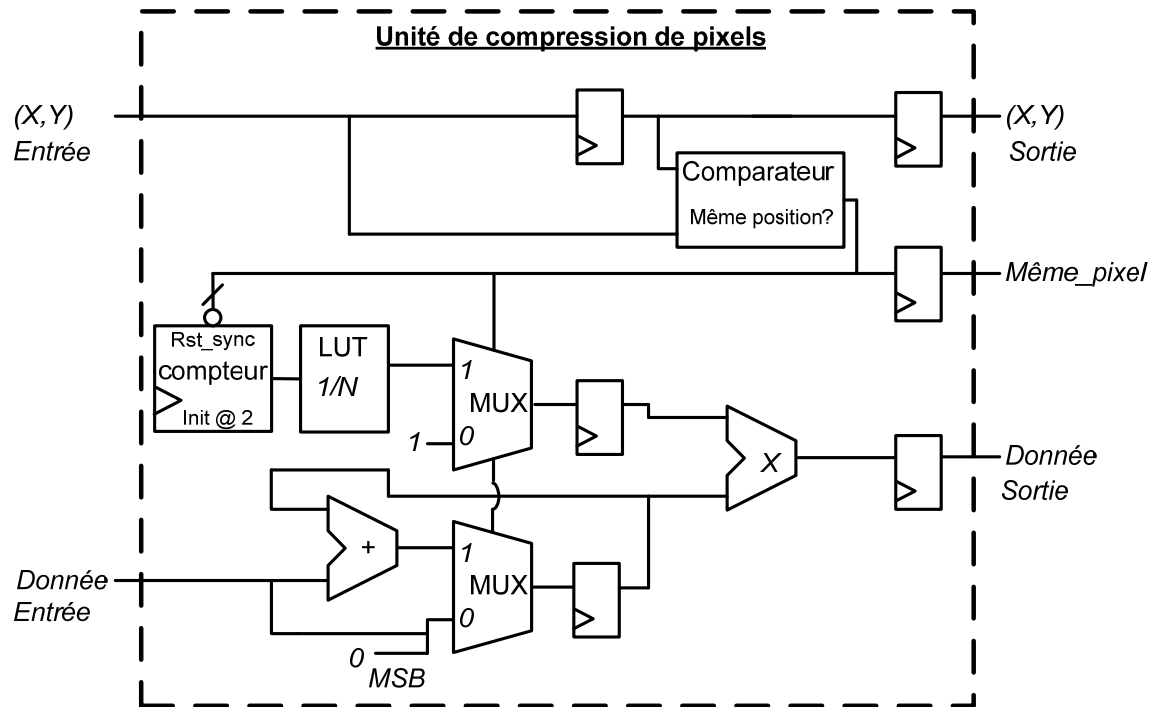 Unité de compression de pixels
(X,Y)
Entrée
(X,Y)
Sortie
Comparateur
Même position?
Même_pixel
Rst_sync
compteur
Init @ 2
LUT
1/N
1
MUX
0
1
X
Donnée
Sortie
+
1
MUX
0
Donnée
Entrée
0
MSB